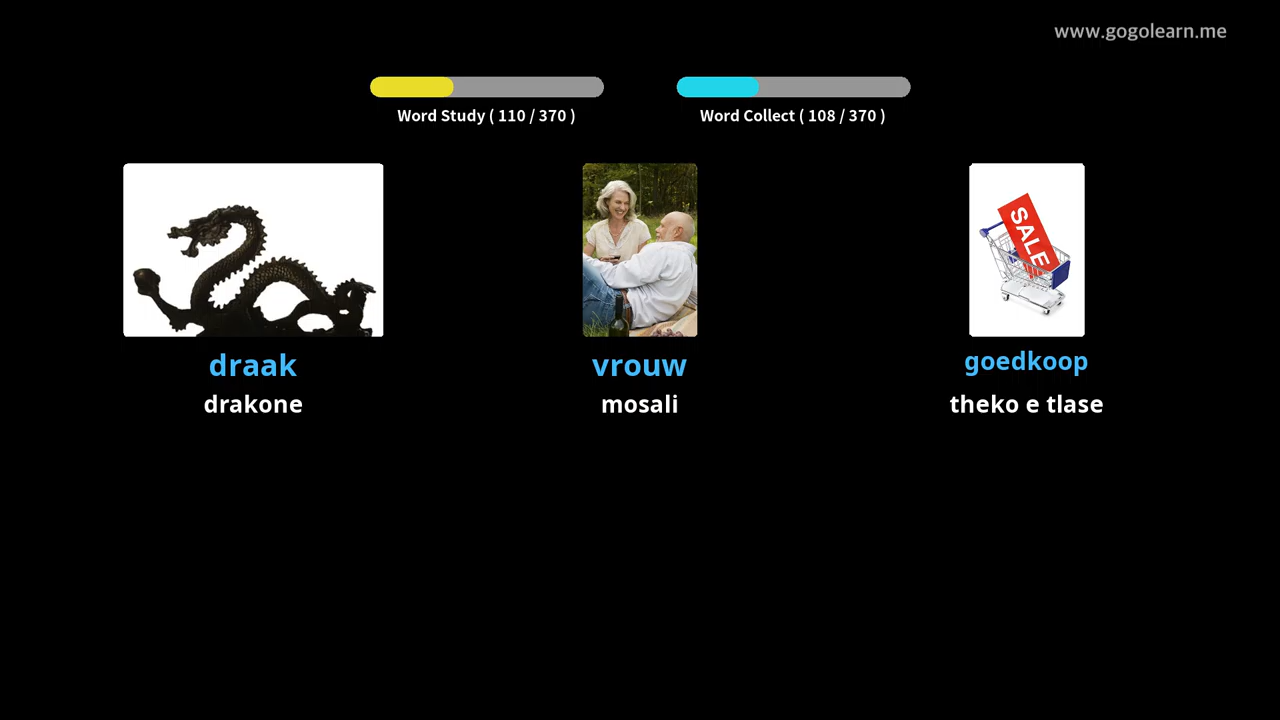 www.gogolearn.me
Word Study ( 110 / 370 )
Word Collect ( 108 / 370 )
SALE
draak
vrouw
goedkoop
drakone
mosali
theko e tlase